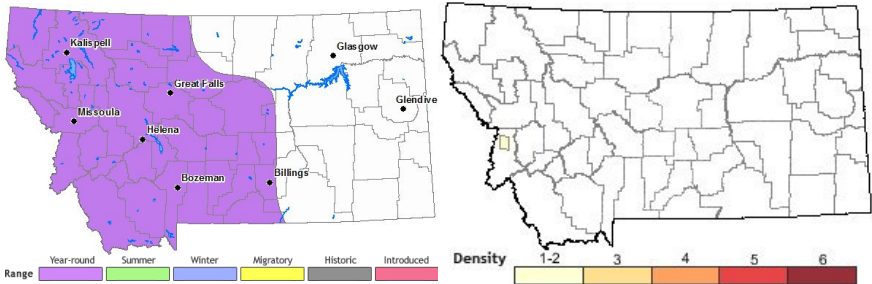 Kalispell
Glasgow
Great Falls
Glendive
Missoula
Helena
Bozeman
Billings
Range Year-round Summer Winter Migratory Historic Introduced
Density 1-2 3 4 5 6